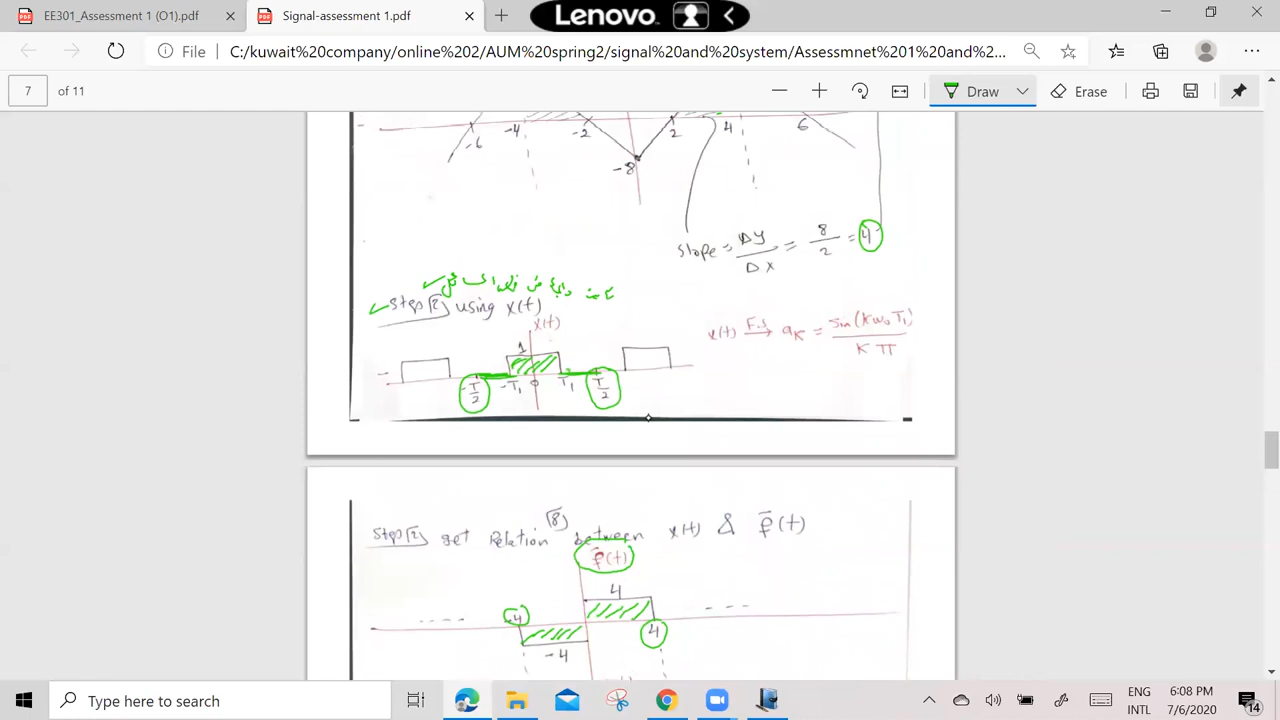 EE301_Assessment 1 (O1).pdf
Signal-assessment 1.pdf
Lenovo
File
C:/kuwait%20company/online%202/AUM%20spring2/signal%20and%20system/Assessmnet%201%20and%2...
7 of 11
Draw
Erase
-6 -4 -2 2 4 6
-8
slope = Δy/Δx = 8/2 = 4
Step 2 using x(t)
x(t)
x(t) F.S → aK = sin(Kω0T1)/Kπ
1
-T/2 -T1 0 T1 T/2
Step 2 get Relation between x(t) & F̄(t)
8
F̄(t)
4
-4
4
-4
Type here to search
ENG
INTL
6:08 PM
7/6/2020
14